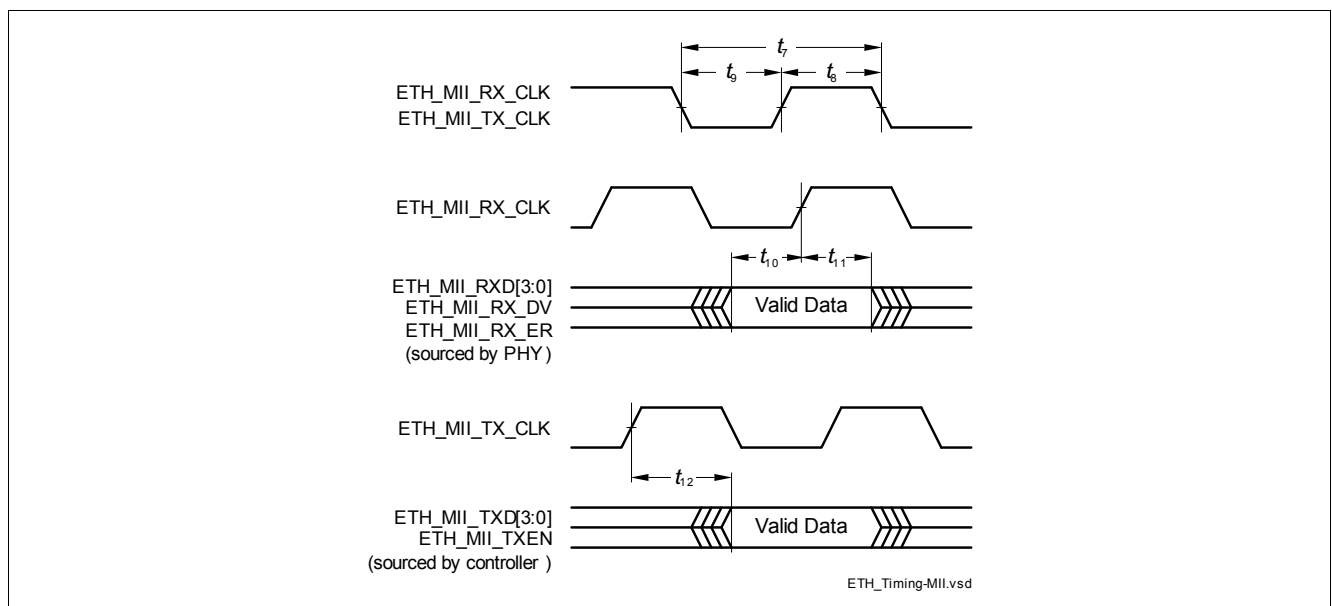 t7
t9 t8
ETH_MII_RX_CLK
ETH_MII_TX_CLK
ETH_MII_RX_CLK
t10 t11
ETH_MII_RXD[3:0]
ETH_MII_RX_DV
ETH_MII_RX_ER
(sourced by PHY )
Valid Data
ETH_MII_TX_CLK
t12
ETH_MII_TXD[3:0]
ETH_MII_TXEN
(sourced by controller )
Valid Data
ETH_Timing-MII.vsd